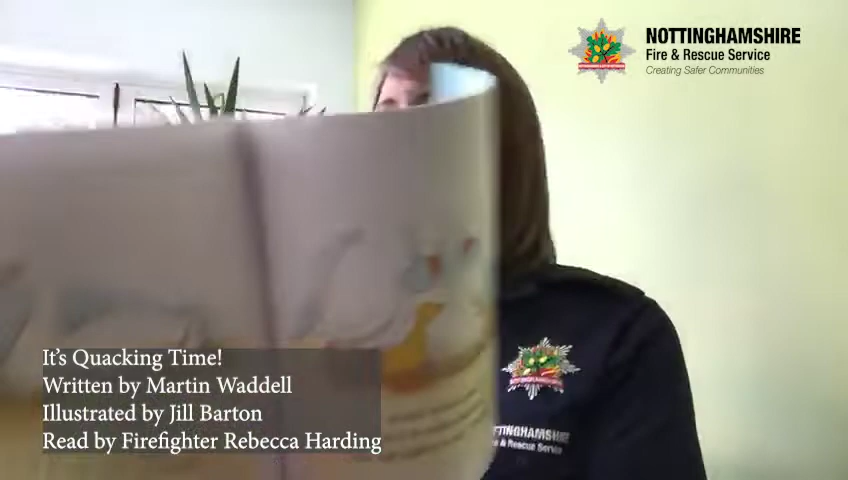 NOTTINGHAMSHIRE
Fire & Rescue Service
Creating Safer Communities
It's Quacking Time!
Written by Martin Waddell
Illustrated by Jill Barton
Read by Firefighter Rebecca Harding
NOTTINGHAMSHIRE
& Rescue Service